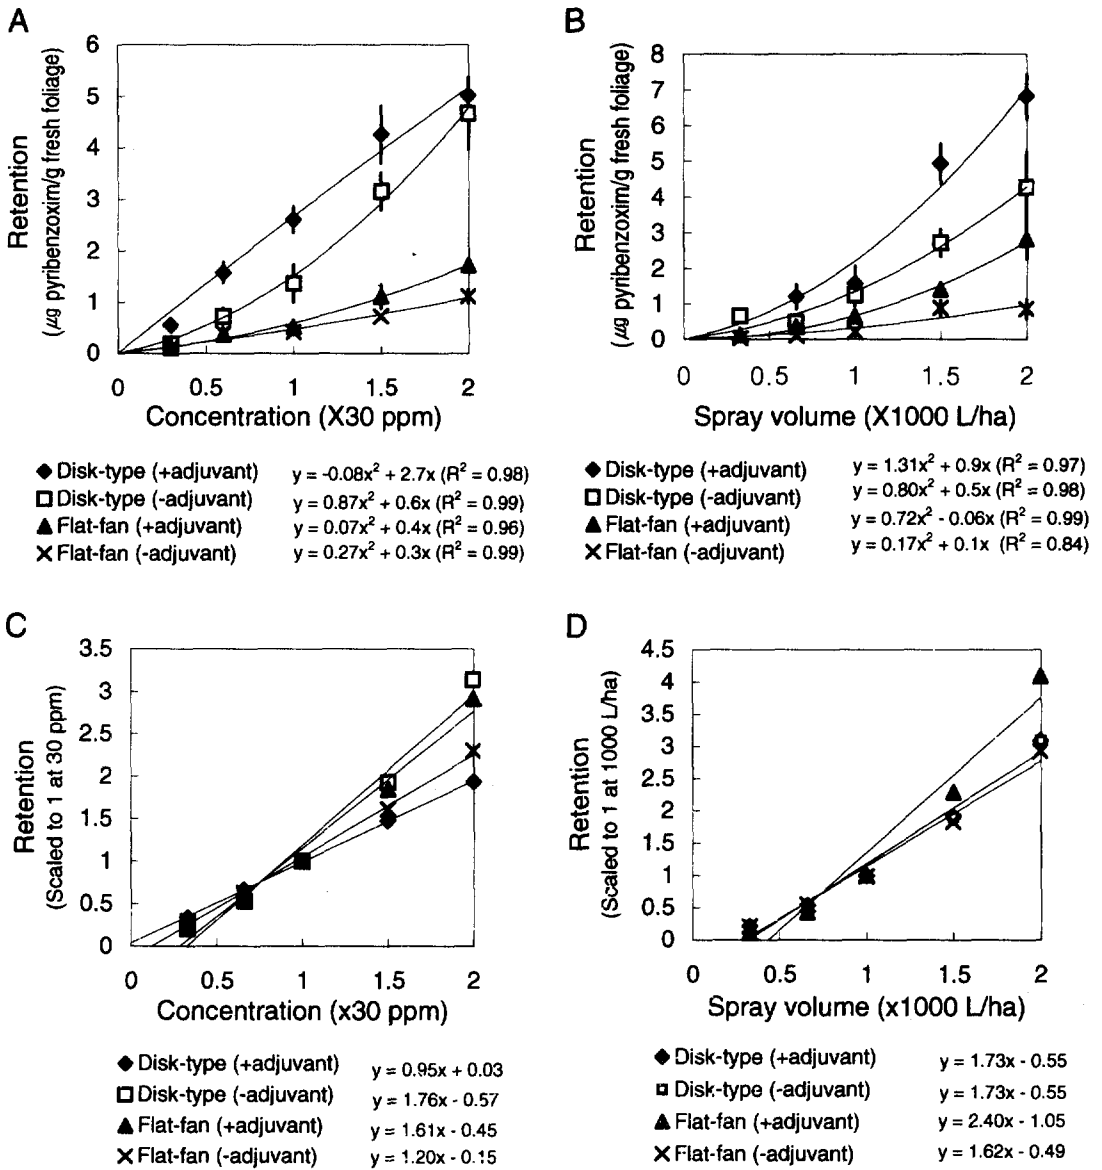 A
Retention
(μg pyribenzoxim/g fresh foliage)
6
5
4
3
2
1
0
0 0.5 1 1.5 2
Concentration (X30 ppm)
Disk-type (+adjuvant) y = -0.08x² + 2.7x (R² = 0.98)
Disk-type (-adjuvant) y = 0.87x² + 0.6x (R² = 0.99)
Flat-fan (+adjuvant) y = 0.07x² + 0.4x (R² = 0.96)
Flat-fan (-adjuvant) y = 0.27x² + 0.3x (R² = 0.99)
B
Retention
(μg pyribenzoxim/g fresh foliage)
8
7
6
5
4
3
2
1
0
0 0.5 1 1.5 2
Spray volume (X1000 L/ha)
Disk-type (+adjuvant) y = 1.31x² + 0.9x (R² = 0.97)
Disk-type (-adjuvant) y = 0.80x² + 0.5x (R² = 0.98)
Flat-fan (+adjuvant) y = 0.72x² - 0.06x (R² = 0.99)
Flat-fan (-adjuvant) y = 0.17x² + 0.1x (R² = 0.84)
C
Retention
(Scaled to 1 at 30 ppm)
3.5
3
2.5
2
1.5
1
0.5
0
0 0.5 1 1.5 2
Concentration (x30 ppm)
Disk-type (+adjuvant) y = 0.95x + 0.03
Disk-type (-adjuvant) y = 1.76x - 0.57
Flat-fan (+adjuvant) y = 1.61x - 0.45
Flat-fan (-adjuvant) y = 1.20x - 0.15
D
Retention
(Scaled to 1 at 1000 L/ha)
4.5
4
3.5
3
2.5
2
1.5
1
0.5
0
0 0.5 1 1.5 2
Spray volume (x1000 L/ha)
Disk-type (+adjuvant) y = 1.73x - 0.55
Disk-type (-adjuvant) y = 1.73x - 0.55
Flat-fan (+adjuvant) y = 2.40x - 1.05
Flat-fan (-adjuvant) y = 1.62x - 0.49